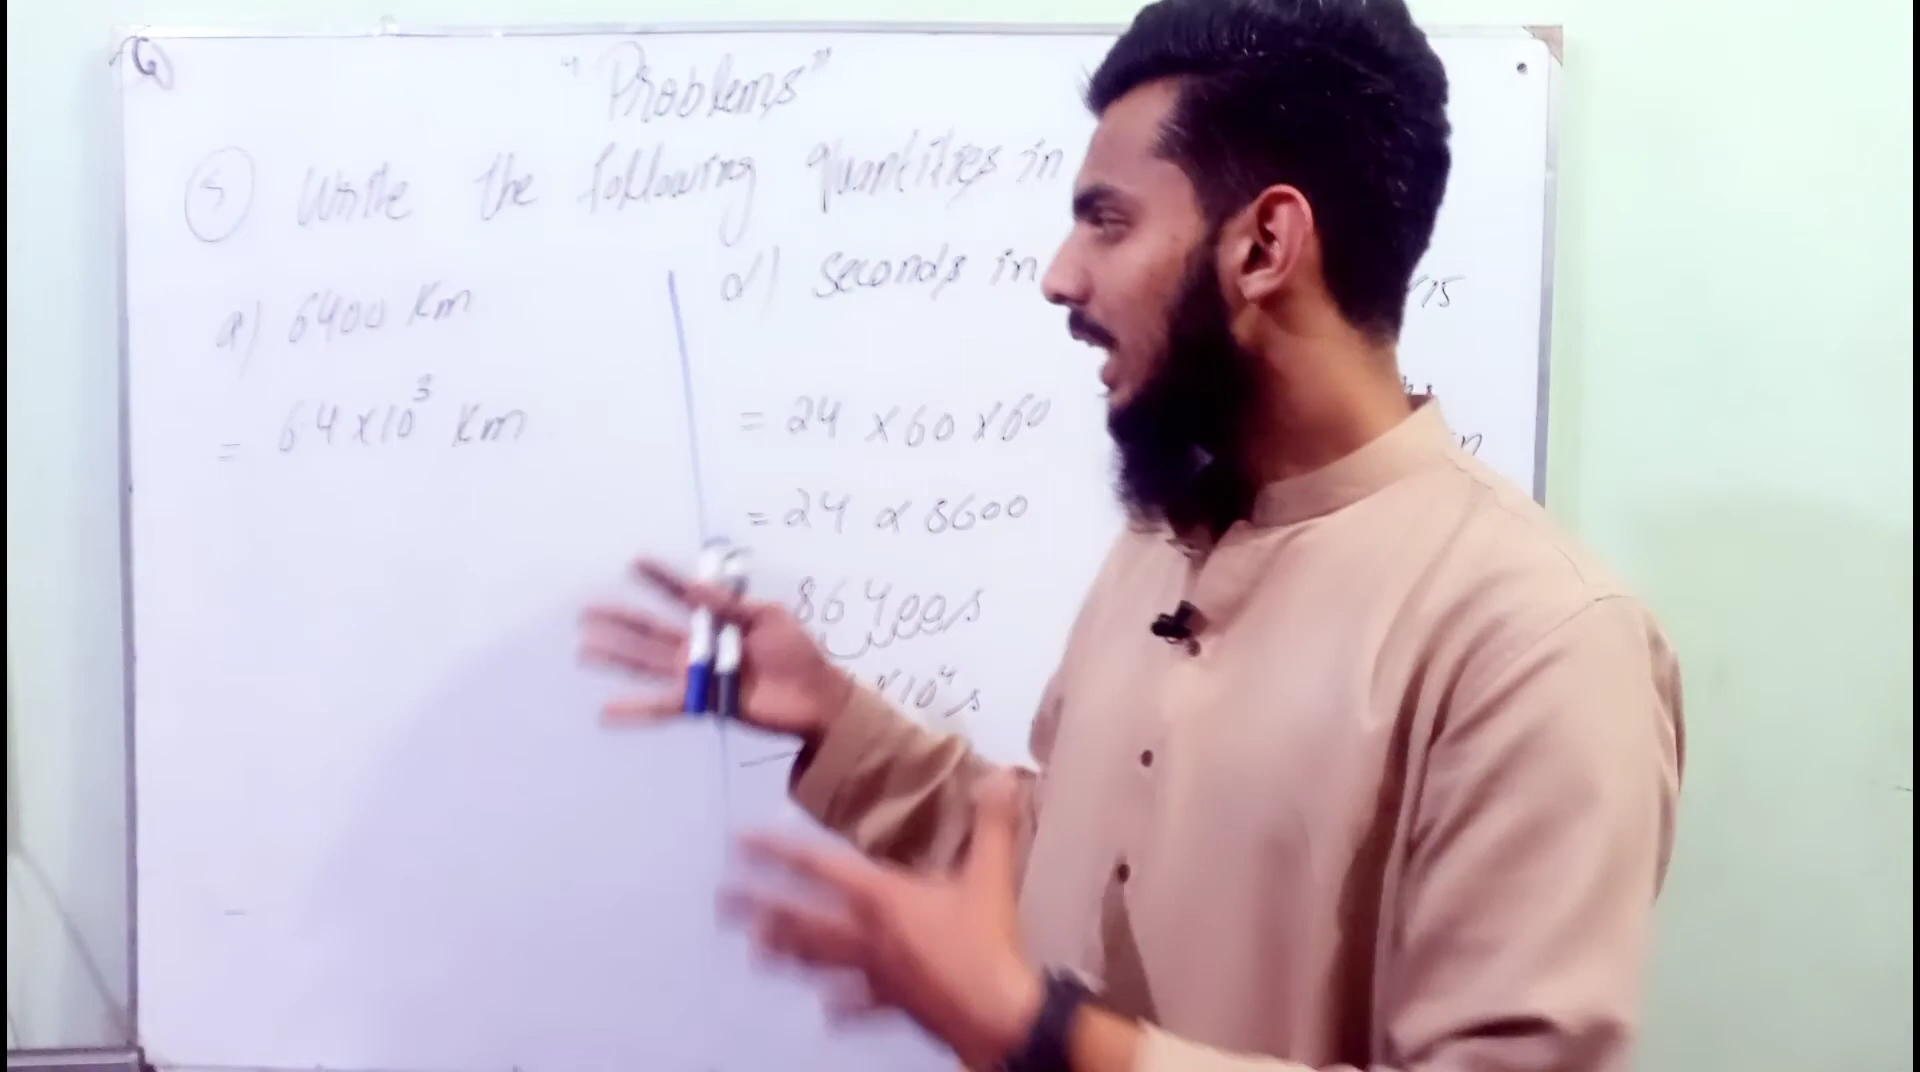 "Problems"
5 Write the following quantities in
a) 6400 Km
= 6.4 x 10³ Km
d) seconds in
= 24 x 60 x 60
= 24 x 3600
86400s
x10⁴ s